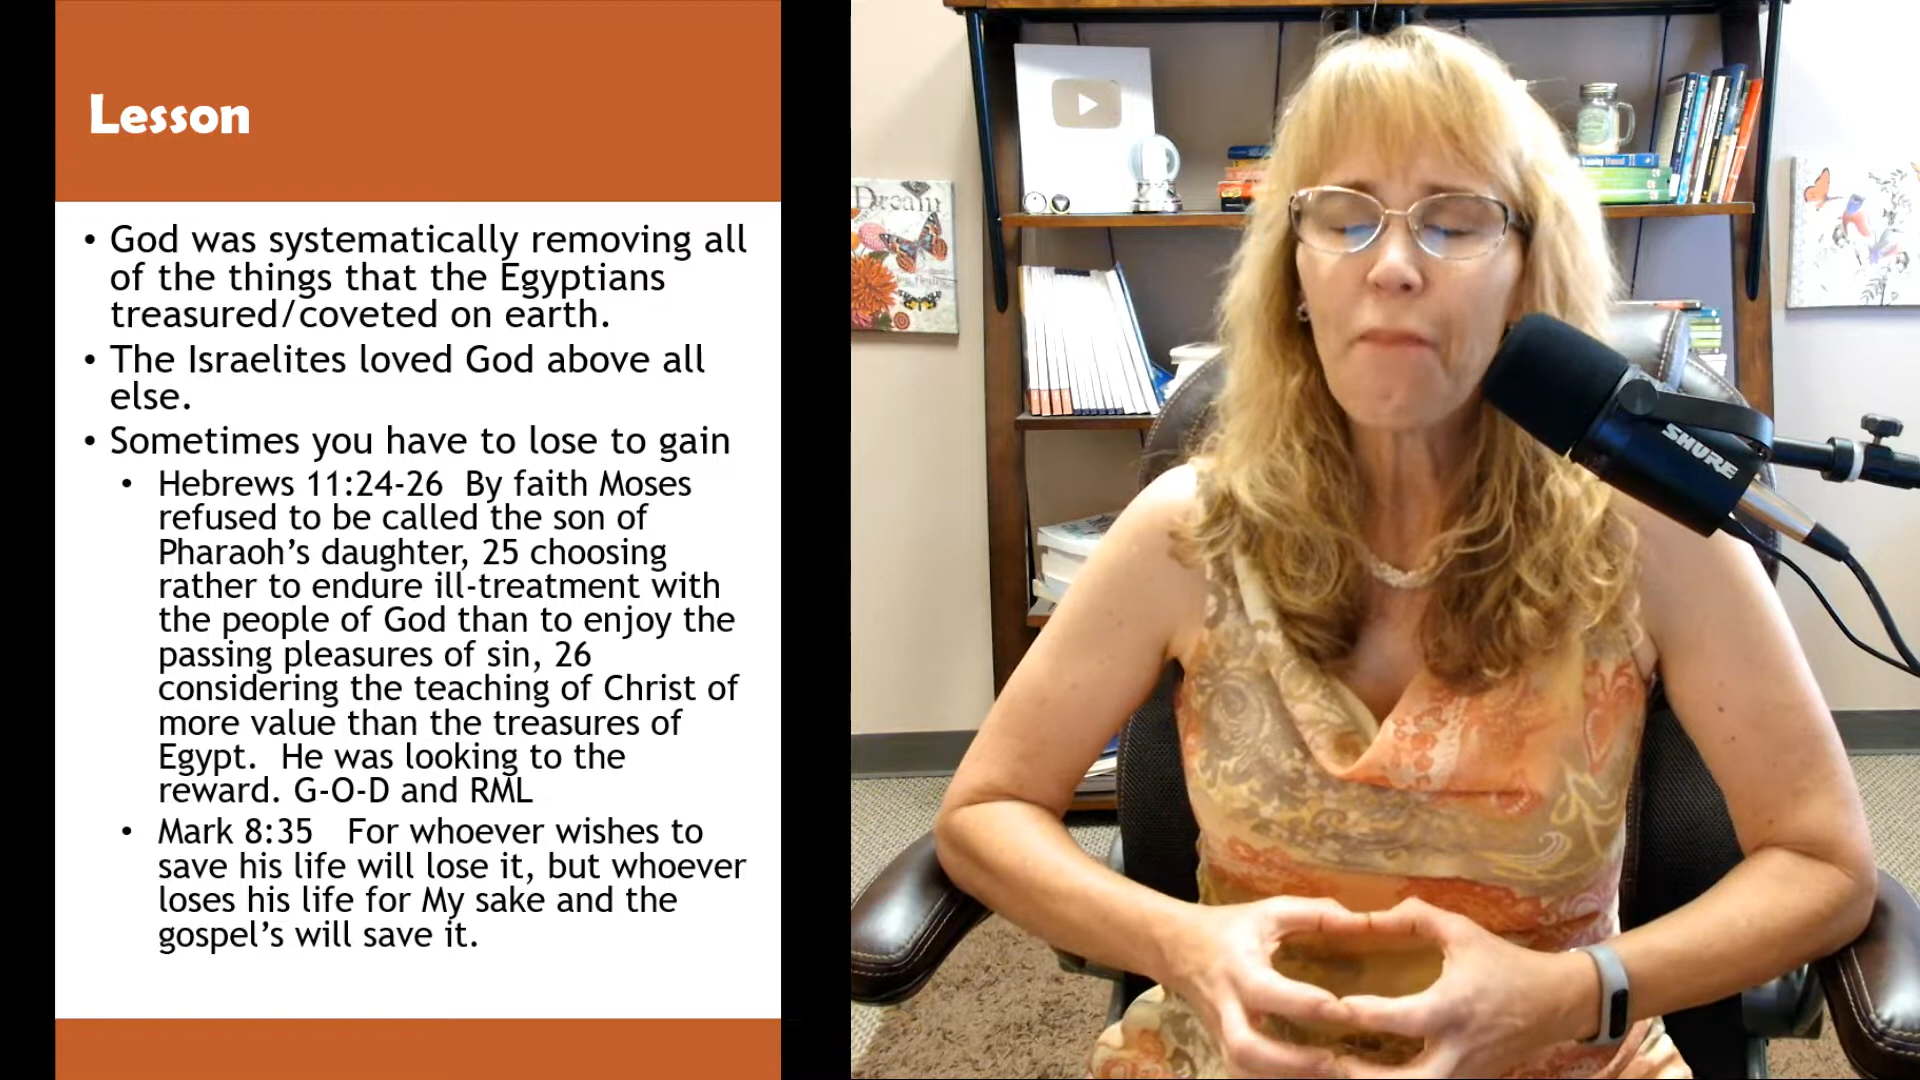 Lesson
• God was systematically removing all
of the things that the Egyptians
treasured/coveted on earth.
• The Israelites loved God above all
else.
• Sometimes you have to lose to gain
• Hebrews 11:24-26  By faith Moses
refused to be called the son of
Pharaoh’s daughter, 25 choosing
rather to endure ill-treatment with
the people of God than to enjoy the
passing pleasures of sin, 26
considering the teaching of Christ of
more value than the treasures of
Egypt.  He was looking to the
reward. G-O-D and RML
• Mark 8:35   For whoever wishes to
save his life will lose it, but whoever
loses his life for My sake and the
gospel’s will save it.
Dream
SHURE